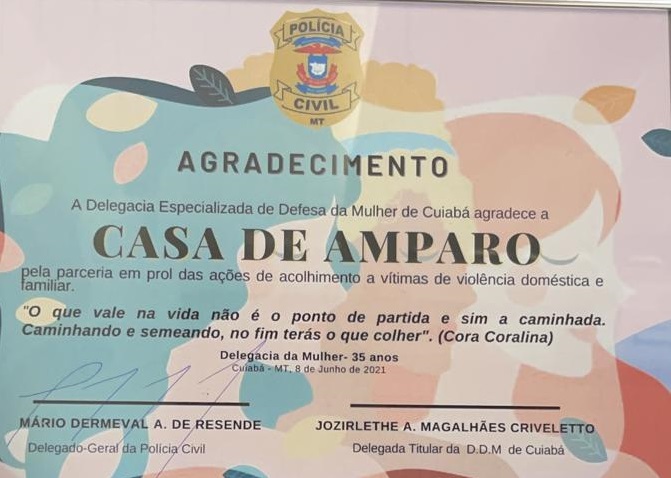 POLÍCIA
CIVIL
MT
AGRADECIMENTO
A Delegacia Especializada de Defesa da Mulher de Cuiabá agradece a
CASA DE AMPARO
pela parceria em prol das ações de acolhimento a vítimas de violência doméstica e
familiar.
"O que vale na vida não é o ponto de partida e sim a caminhada.
Caminhando e semeando, no fim terás o que colher". (Cora Coralina)
Delegacia da Mulher- 35 anos
Cuiabá - MT, 8 de Junho de 2021
MÁRIO DERMEVAL A. DE RESENDE
Delegado-Geral da Polícia Civil
JOZIRLETHE A. MAGALHÃES CRIVELETTO
Delegada Titular da D.D.M de Cuiabá